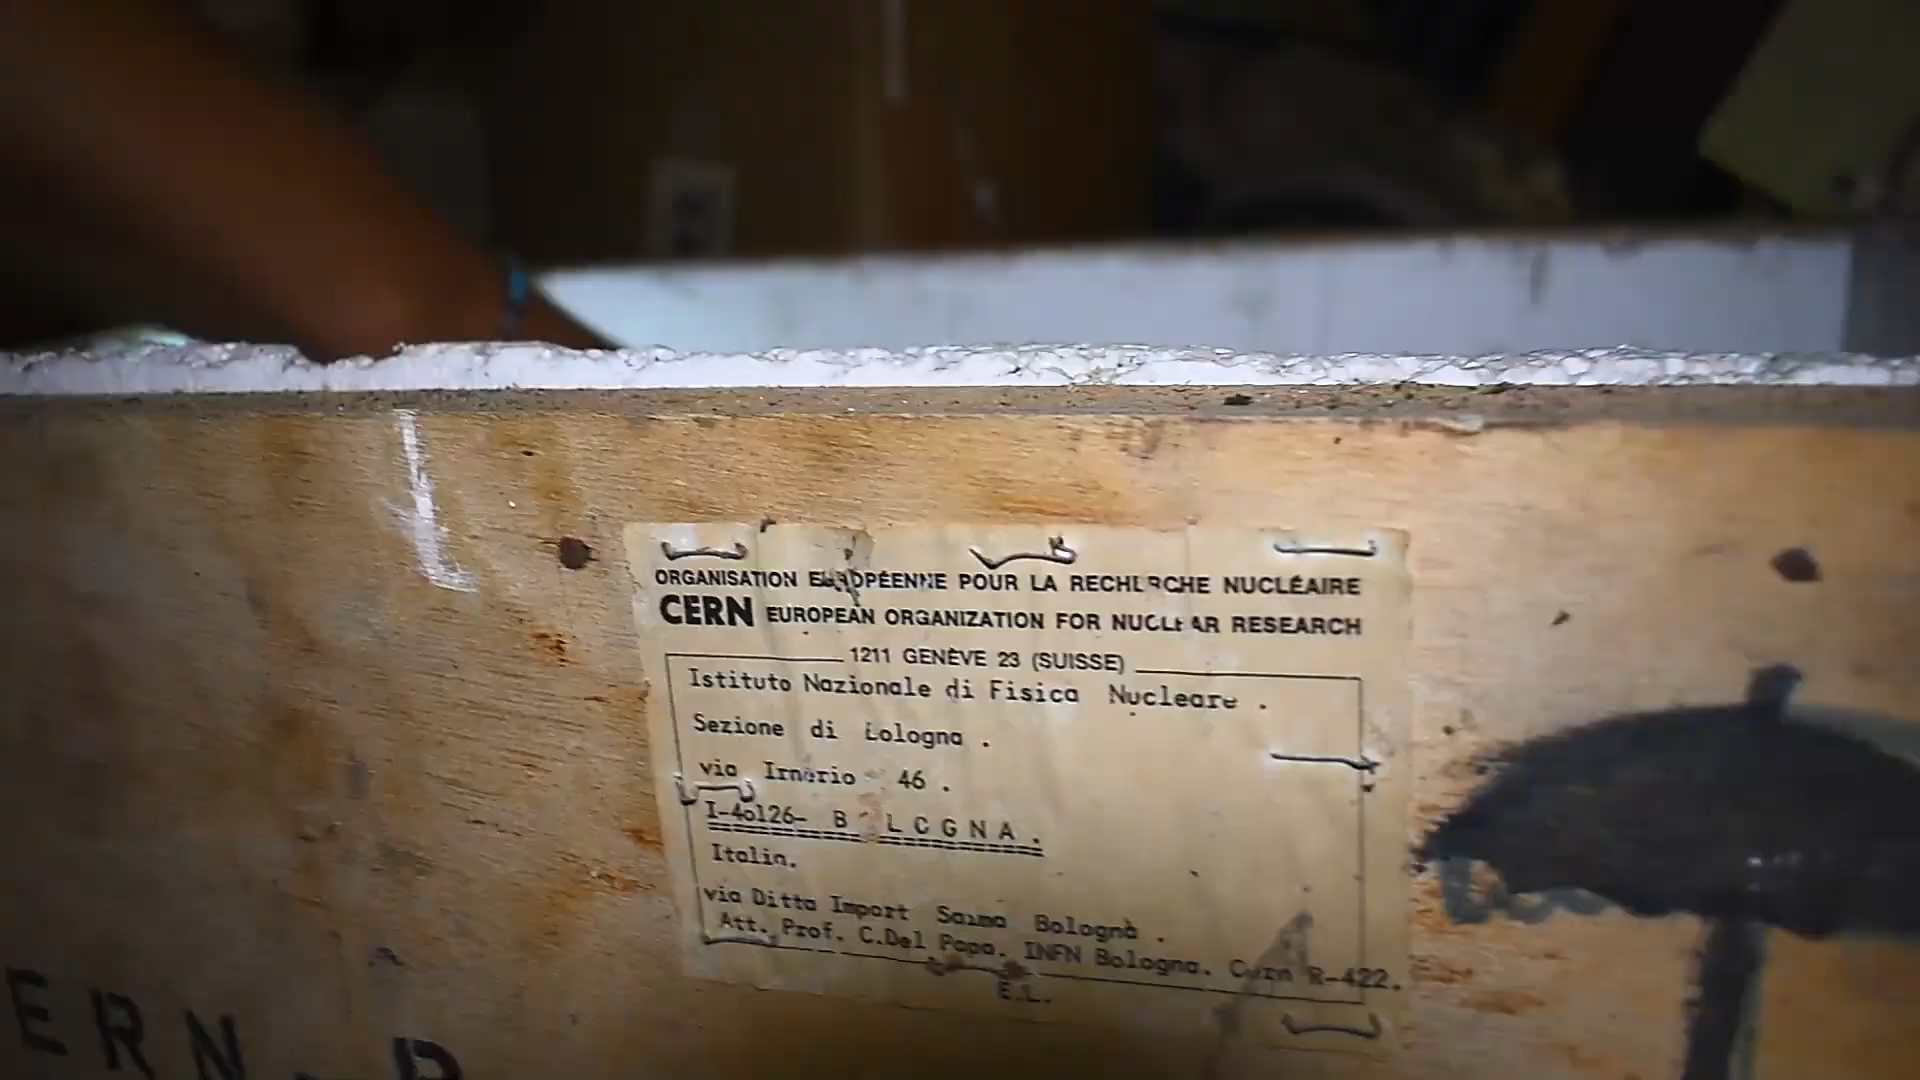 ORGANISATION EUROPÉENNE POUR LA RECHERCHE NUCLÉAIRE
CERN EUROPEAN ORGANIZATION FOR NUCLEAR RESEARCH
1211 GENÈVE 23 (SUISSE)
Istituto Nazionale di Fisica Nucleare .
Sezione di Bologna .
via Irnerio 46 .
I-40126- B O L O G N A .
Italia.
via Ditta Import Saima Bologna .
Att. Prof. C.Del Papa. INFN Bologna. Cern R-422.
E.L.
ERN